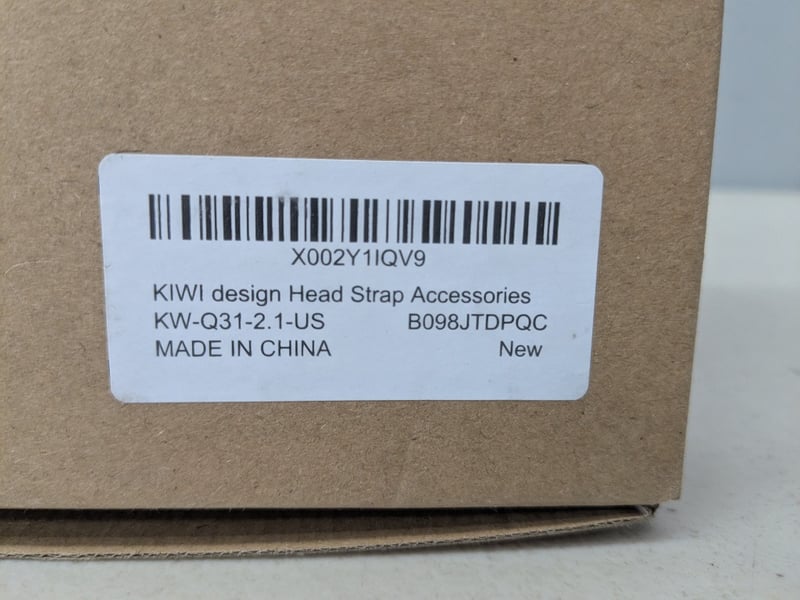 X002Y1IQV9
KIWI design Head Strap Accessories
KW-Q31-2.1-US B098JTDPQC
MADE IN CHINA New